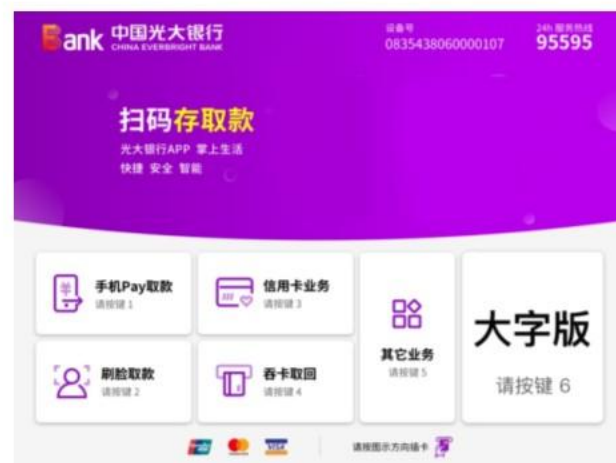 Bank 中国光大银行
CHINA EVERBRIGHT BANK
设备号
0835438060000107
24h 服务热线
95595
扫码存取款
光大银行APP 掌上生活
快捷 安全 智能
手机Pay取款
请按键 1
信用卡业务
请按键 3
刷脸取款
请按键 2
吞卡取回
请按键 4
其它业务
请按键 5
大字版
请按键 6
VISA
请按图示方向插卡